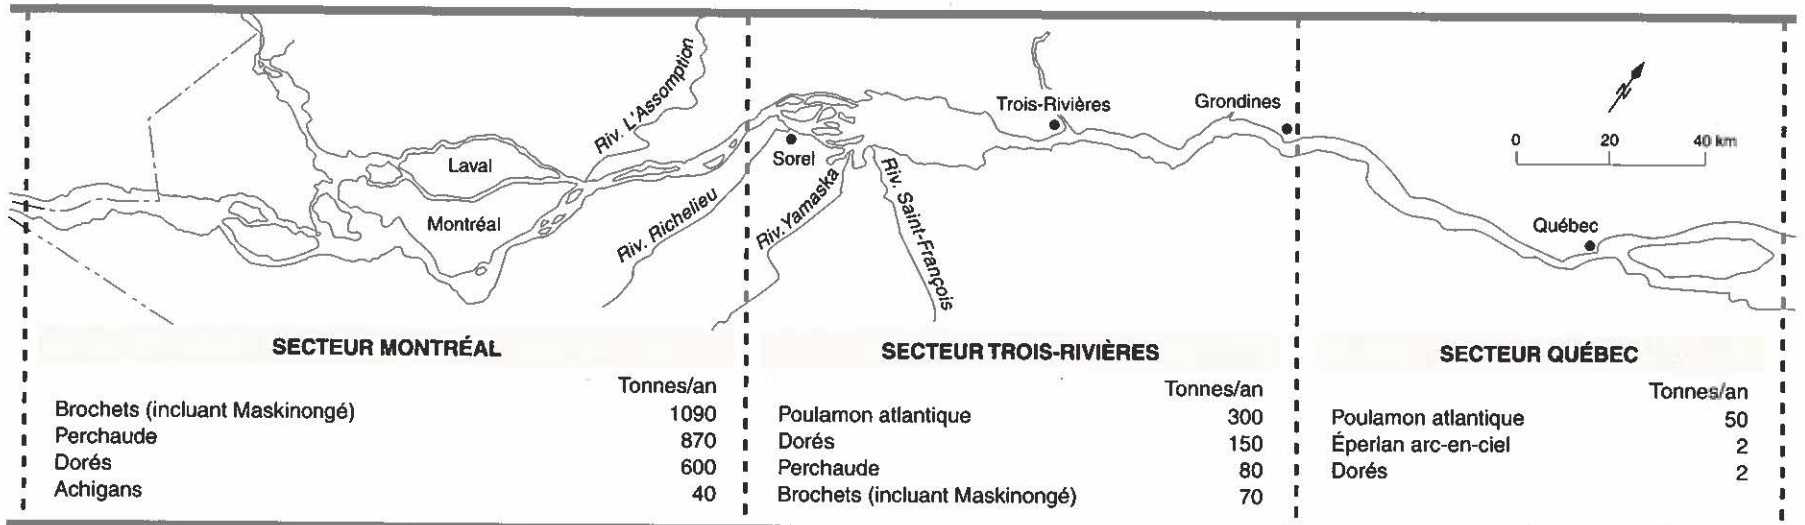 Riv. L'Assomption
Laval
Montréal
Riv. Richelieu
Sorel
Riv. Yamaska
Riv. Saint-François
Trois-Rivières
Grondines
Québec
N
0 20 40 km
SECTEUR MONTRÉAL
Tonnes/an
Brochets (incluant Maskinongé) 1090
Perchaude 870
Dorés 600
Achigans 40
SECTEUR TROIS-RIVIÈRES
Tonnes/an
Poulamon atlantique 300
Dorés 150
Perchaude 80
Brochets (incluant Maskinongé) 70
SECTEUR QUÉBEC
Tonnes/an
Poulamon atlantique 50
Éperlan arc-en-ciel 2
Dorés 2